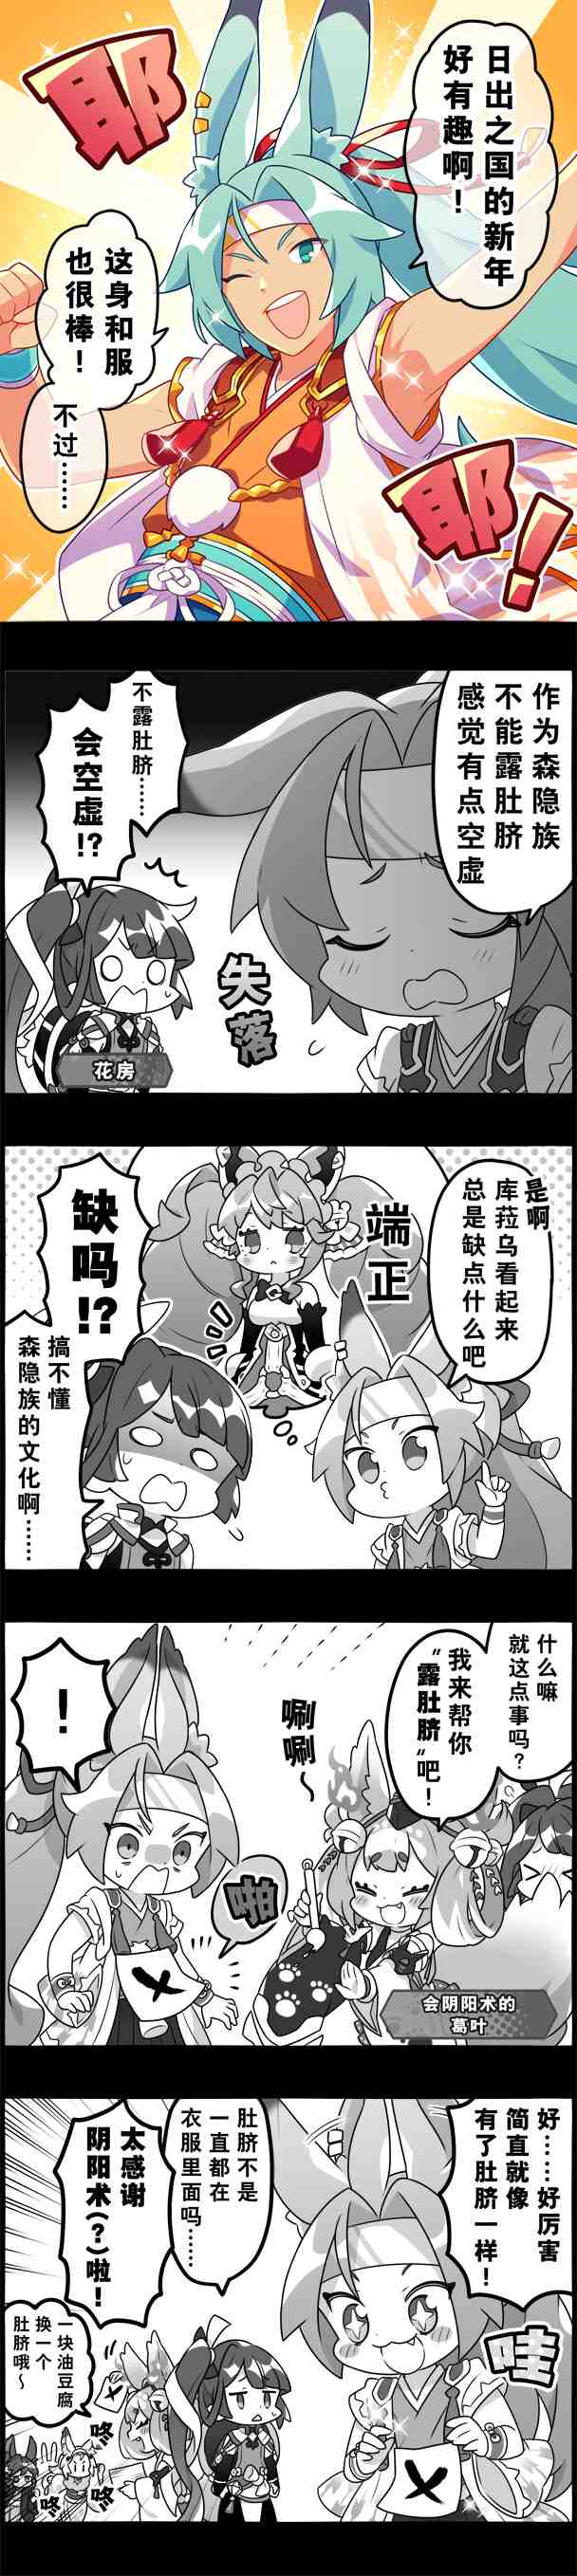 耶
日出之国的新年
好有趣啊！
这身和服
也很棒！
不过……
耶！
作为森隐族
不能露肚脐
感觉有点空虚
不露肚脐……
会空虚!?
失落
花房
是啊
库菈乌看起来
总是缺点什么吧
端正
缺吗!?
搞不懂
森隐族的文化啊……
什么嘛
就这点事吗？
我来帮你
“露肚脐”吧！
唰唰～
！
啪
会阴阳术的
葛叶
好……好厉害
简直就像
有了肚脐一样！
哇
肚脐不是
一直都在
衣服里面吗……
太感谢
阴阳术(？)啦！
一块油豆腐
换一个
肚脐哦～
咚
咚
咚